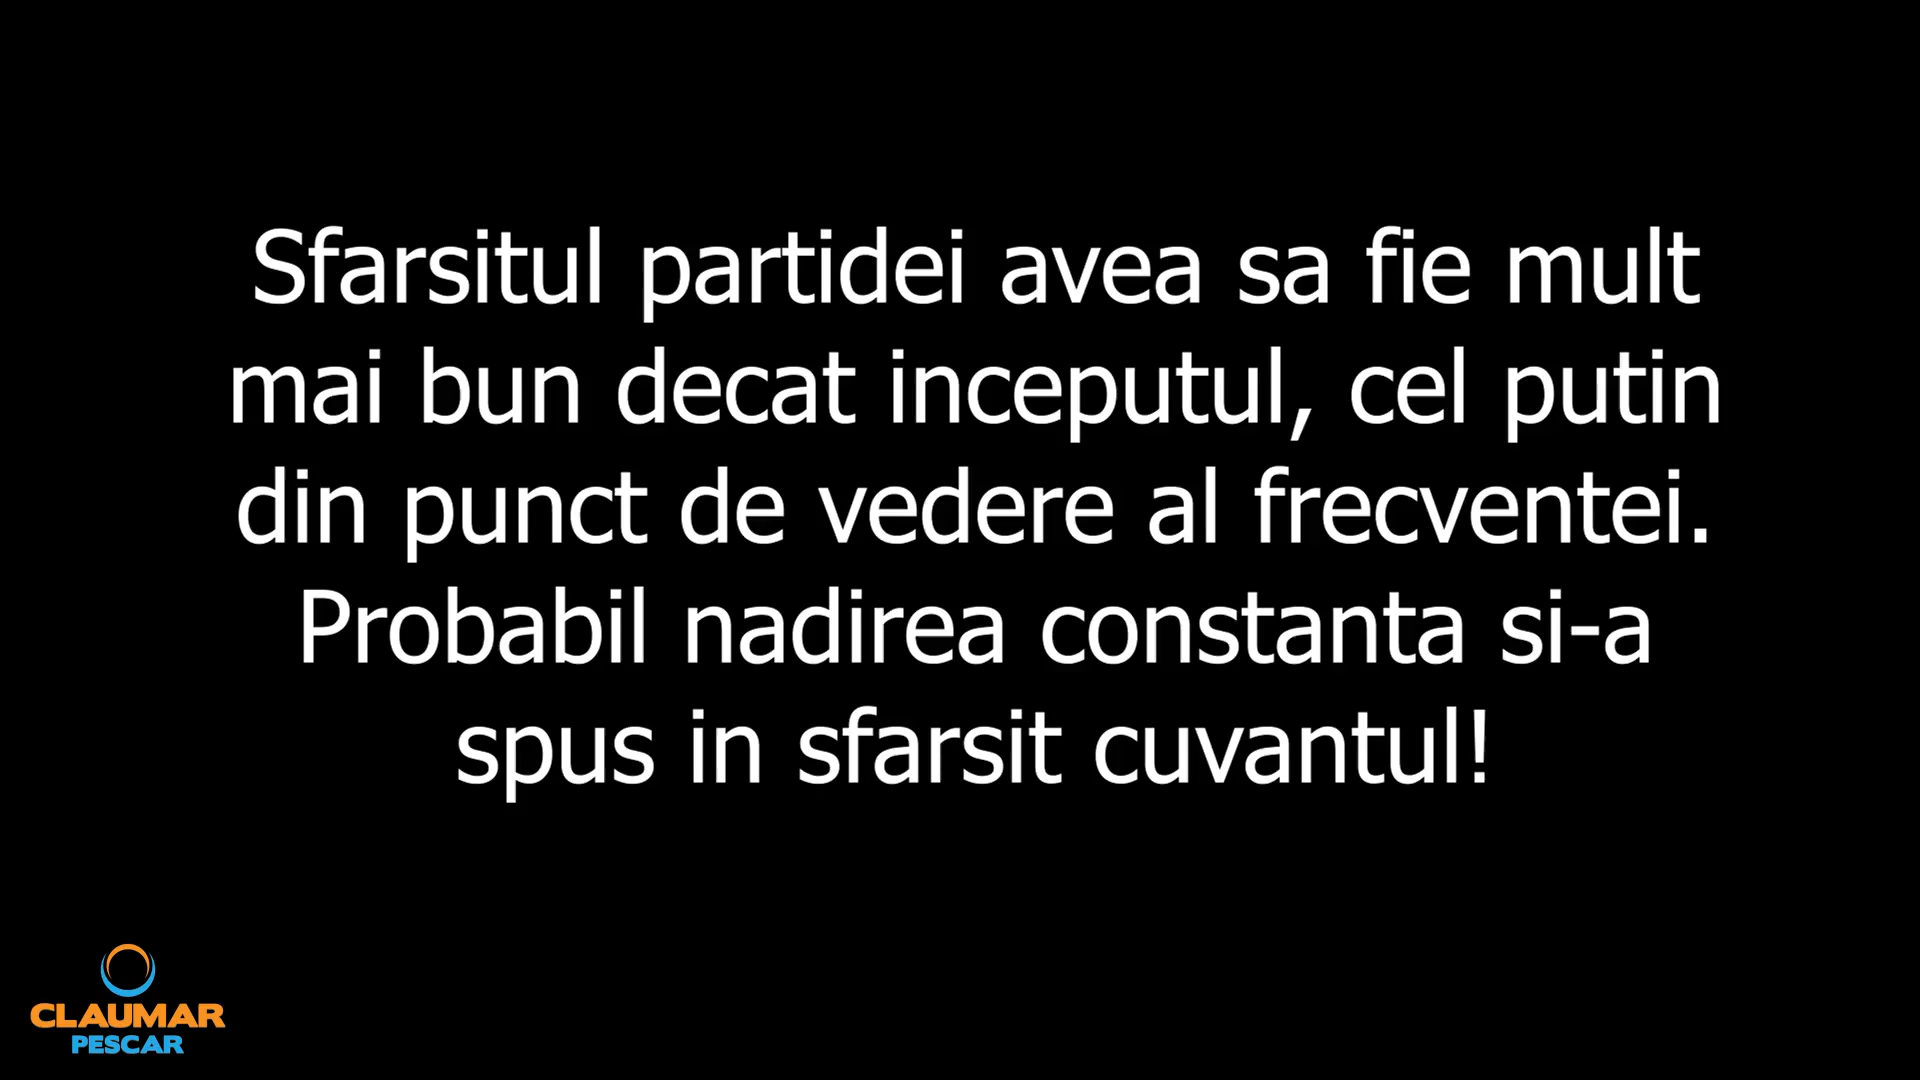 Sfarsitul partidei avea sa fie mult
mai bun decat inceputul, cel putin
din punct de vedere al frecventei.
Probabil nadirea constanta si-a
spus in sfarsit cuvantul!
CLAUMAR
PESCAR